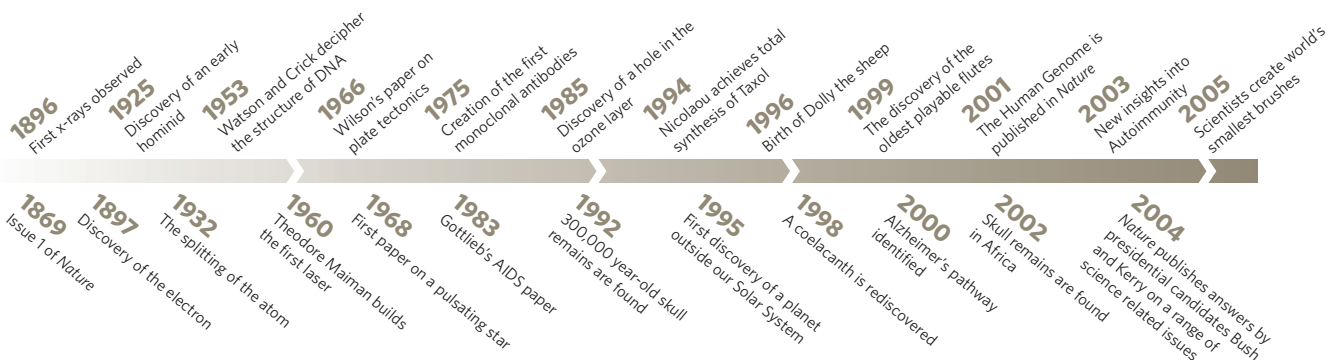 1896
First x-rays observed
1925
Discovery of an early
hominid
1953
Watson and Crick decipher
the structure of DNA
1966
Wilson's paper on
plate tectonics
1975
Creation of the first
monoclonal antibodies
1985
Discovery of a hole in the
ozone layer
1994
Nicolaou achieves total
synthesis of Taxol
1996
Birth of Dolly the sheep
1999
The discovery of the
oldest playable flutes
2001
The Human Genome is
published in Nature
2003
New insights into
Autoimmunity
2005
Scientists create world's
smallest brushes
1869
Issue 1 of Nature
1897
Discovery of the electron
1932
The splitting of the atom
1960
Theodore Maiman builds
the first laser
1968
First paper on a pulsating star
1983
Gottlieb's AIDS paper
1992
300,000 year-old skull
remains are found
1995
First discovery of a planet
outside our Solar System
1998
A coelacanth is rediscovered
2000
Alzheimer's pathway
identified
2002
Skull remains are found
in Africa
2004
Nature publishes answers by
presidential candidates Bush
and Kerry on a range of
science related issues